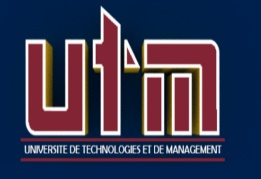 utm
UNIVERSITE DE TECHNOLOGIES ET DE MANAGEMENT